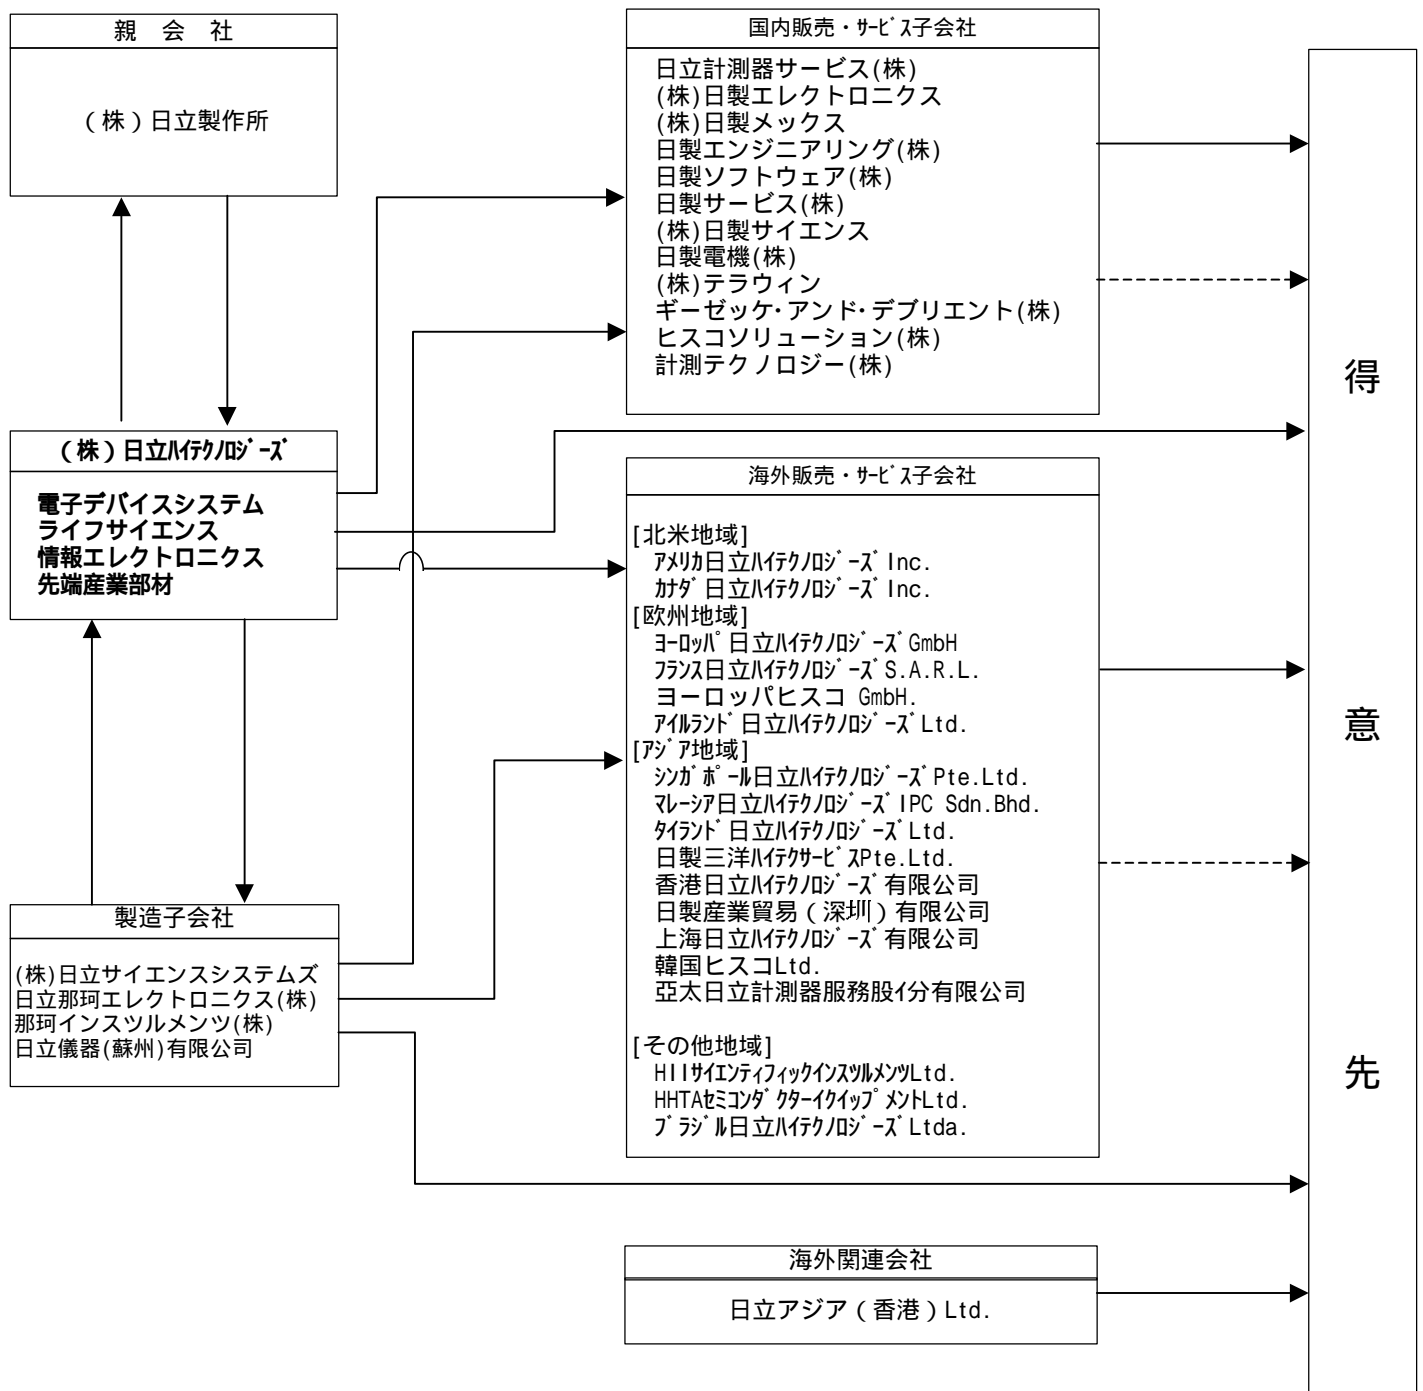 親 会 社
(株)日立製作所
(株)日立ﾊｲﾃｸﾉﾛｼﾞｰｽﾞ
電子デバイスシステム
ライフサイエンス
情報エレクトロニクス
先端産業部材
製造子会社
(株)日立サイエンスシステムズ
日立那珂エレクトロニクス(株)
那珂インスツルメンツ(株)
日立儀器(蘇州)有限公司
国内販売・ｻｰﾋﾞｽ子会社
日立計測器サービス(株)
(株)日製エレクトロニクス
(株)日製メックス
日製エンジニアリング(株)
日製ソフトウェア(株)
日製サービス(株)
(株)日製サイエンス
日製電機(株)
(株)テラウィン
ギーゼッケ・アンド・デブリエント(株)
ヒスコソリューション(株)
計測テクノロジー(株)
海外販売・ｻｰﾋﾞｽ子会社
[北米地域]
ｱﾒﾘｶ日立ﾊｲﾃｸﾉﾛｼﾞｰｽﾞInc.
ｶﾅﾀﾞ日立ﾊｲﾃｸﾉﾛｼﾞｰｽﾞInc.
[欧州地域]
ﾖｰﾛｯﾊﾟ日立ﾊｲﾃｸﾉﾛｼﾞｰｽﾞGmbH
ﾌﾗﾝｽ日立ﾊｲﾃｸﾉﾛｼﾞｰｽﾞS.A.R.L.
ヨーロッパヒスコ GmbH.
ｱｲﾙﾗﾝﾄﾞ日立ﾊｲﾃｸﾉﾛｼﾞｰｽﾞLtd.
[ｱｼﾞｱ地域]
ｼﾝｶﾞﾎﾟｰﾙ日立ﾊｲﾃｸﾉﾛｼﾞｰｽﾞPte.Ltd.
ﾏﾚｰｼｱ日立ﾊｲﾃｸﾉﾛｼﾞｰｽﾞIPC Sdn.Bhd.
ﾀｲﾗﾝﾄﾞ日立ﾊｲﾃｸﾉﾛｼﾞｰｽﾞLtd.
日製三洋ﾊｲﾃｸｻｰﾋﾞｽPte.Ltd.
香港日立ﾊｲﾃｸﾉﾛｼﾞｰｽﾞ有限公司
日製産業貿易(深圳)有限公司
上海日立ﾊｲﾃｸﾉﾛｼﾞｰｽﾞ有限公司
韓国ヒスコLtd.
亞太日立計測器服務股ｲ分有限公司
[その他地域]
HIIｻｲｴﾝﾃｨﾌｨｯｸｲﾝｽﾂﾙﾒﾝﾂLtd.
HHTAｾﾐｺﾝﾀﾞｸﾀｰｲｸｲｯﾌﾟﾒﾝﾄLtd.
ﾌﾞﾗｼﾞﾙ日立ﾊｲﾃｸﾉﾛｼﾞｰｽﾞLtda.
海外関連会社
日立アジア(香港)Ltd.
得
意
先